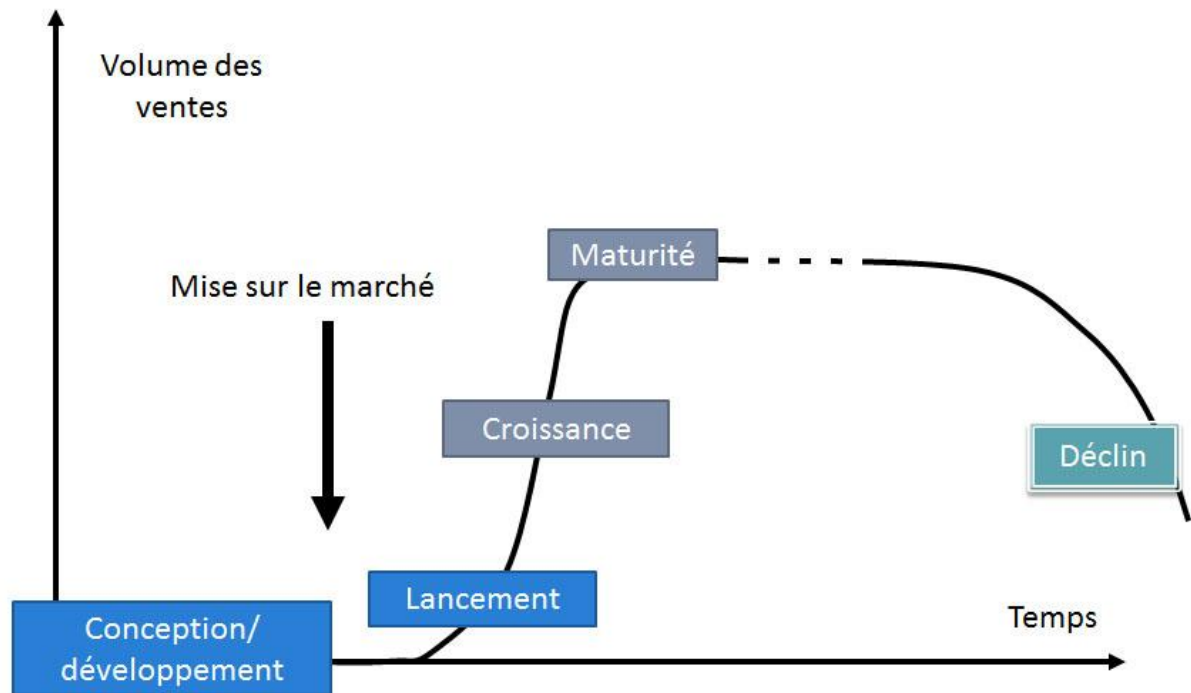 Volume des
ventes
Maturité
Mise sur le marché
Croissance
Déclin
Lancement
Conception/
développement
Temps